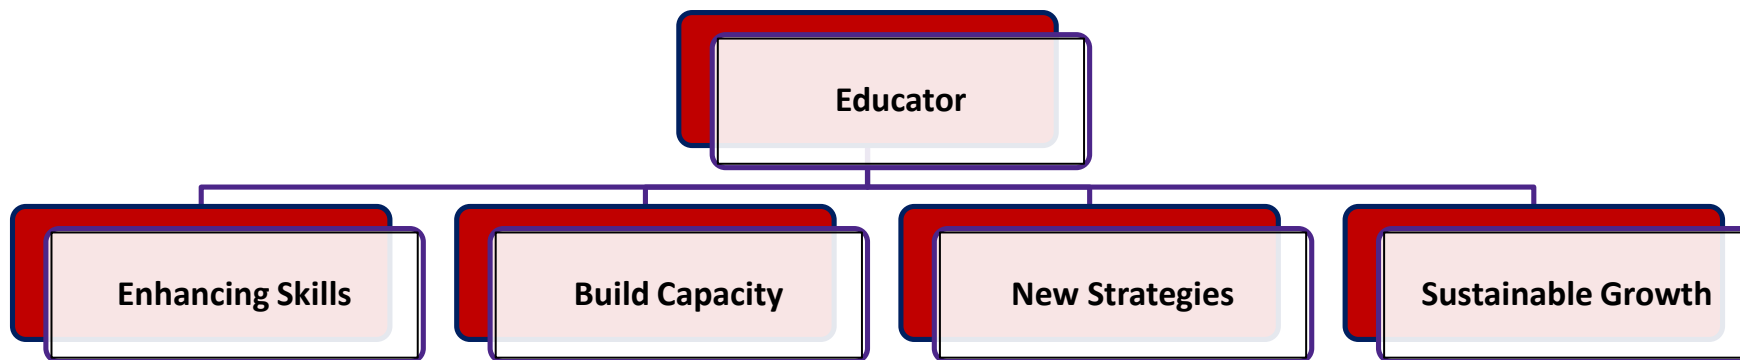 Educator
Enhancing Skills
Build Capacity
New Strategies
Sustainable Growth